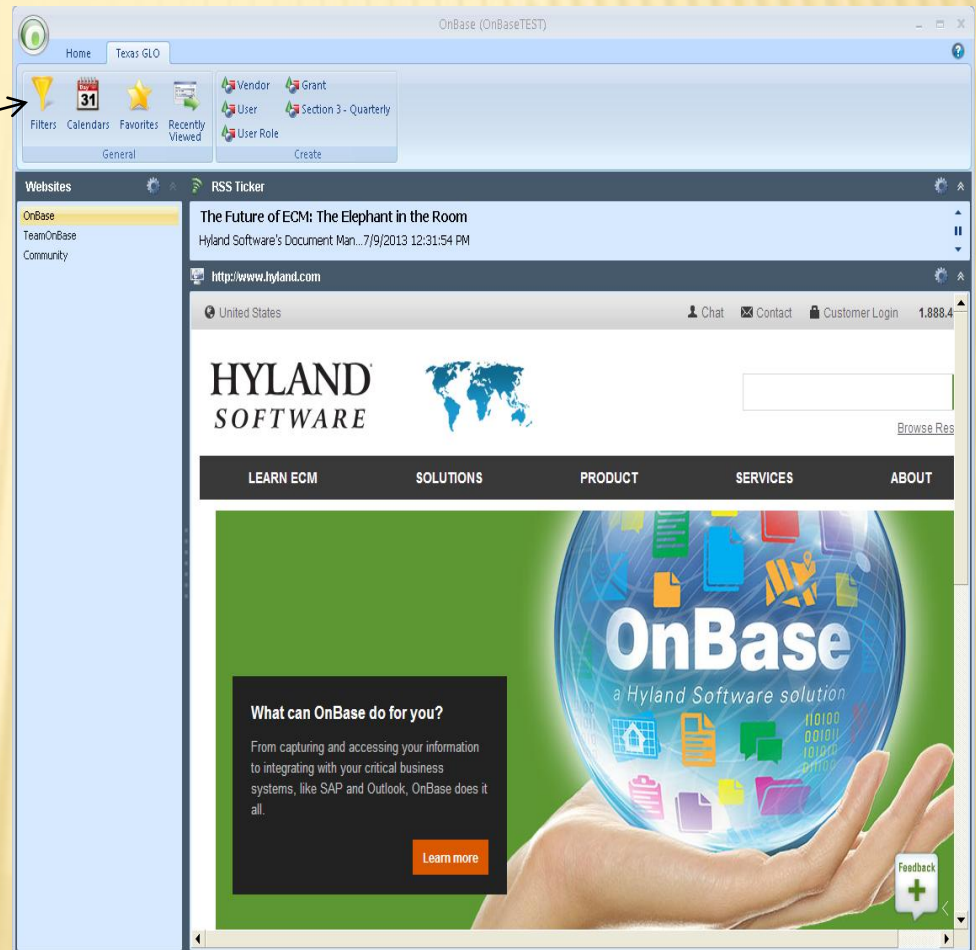 OnBase (OnBaseTEST)
Home Texas GLO
Filters Calendars Favorites Recently Viewed
31
General
Vendor Grant
User Section 3 - Quarterly
User Role
Create
Websites
OnBase
TeamOnBase
Community
RSS Ticker
The Future of ECM: The Elephant in the Room
Hyland Software's Document Man...7/9/2013 12:31:54 PM
http://www.hyland.com
United States Chat Contact Customer Login 1.888.4
HYLAND
SOFTWARE
Browse Res
LEARN ECM SOLUTIONS PRODUCT SERVICES ABOUT
OnBase
a Hyland Software solution
What can OnBase do for you?
From capturing and accessing your information
to integrating with your critical business
systems, like SAP and Outlook, OnBase does it
all.
Learn more
Feedback